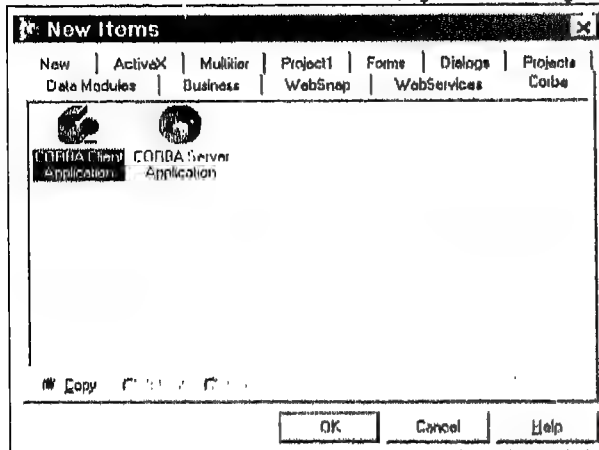 New Items
New ActiveX Multitier Project1 Forms Dialogs Projects
Data Modules Business WebSnap WebServices Corba
CORBA Client CORBA Server
Application Application
Copy
OK Cancel Help